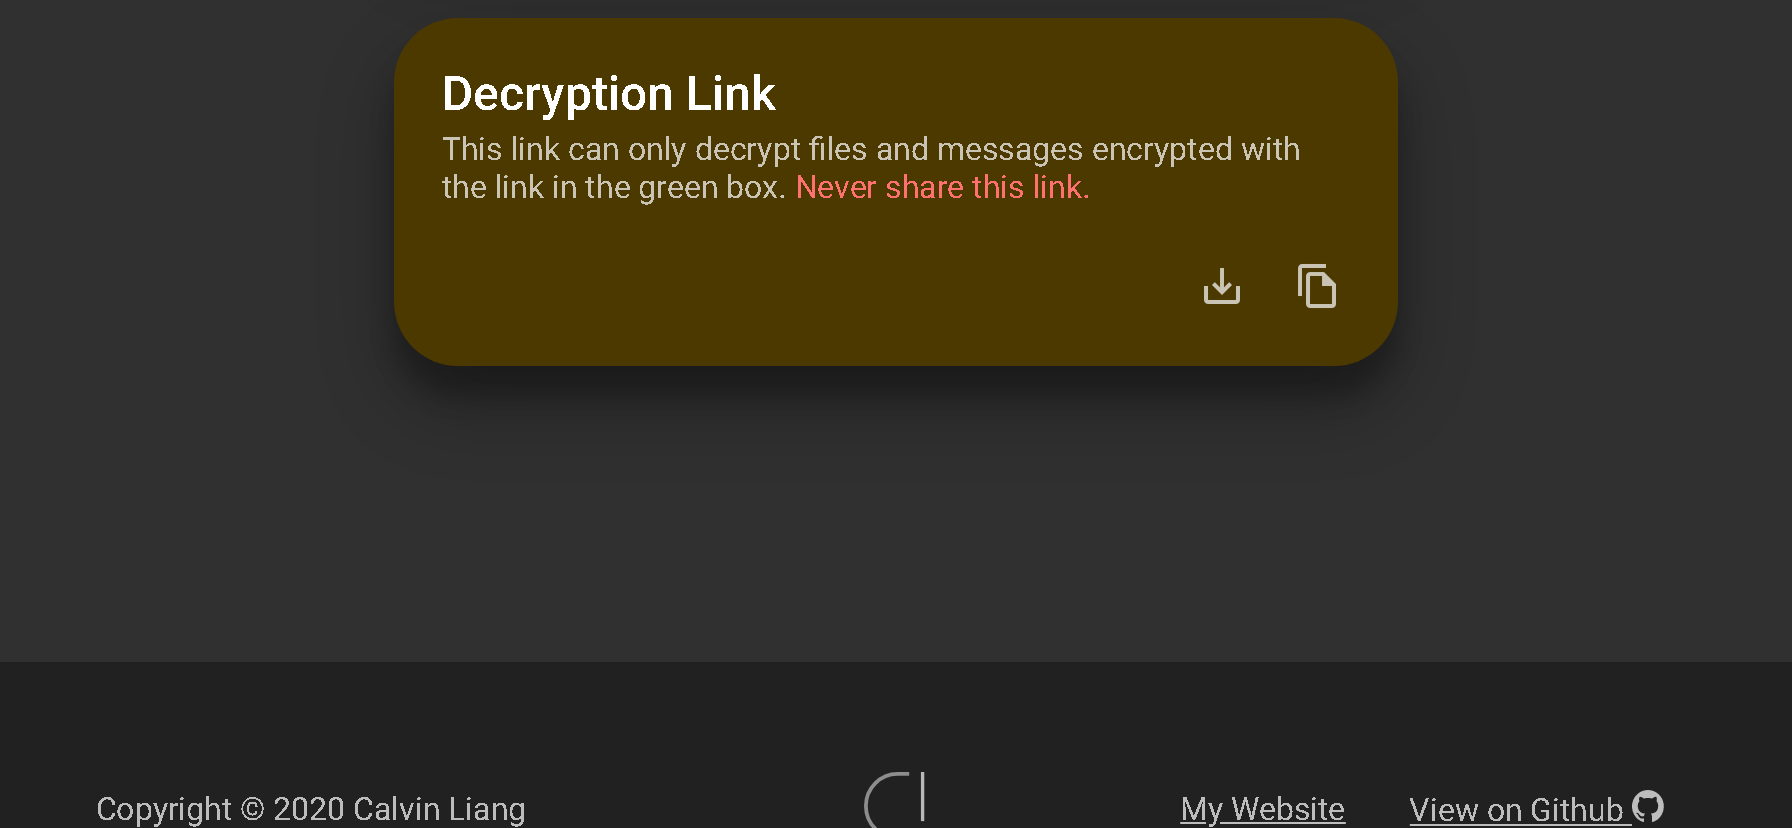 Decryption Link
This link can only decrypt files and messages encrypted with
the link in the green box. Never share this link.
Copyright © 2020 Calvin Liang
My Website
View on Github